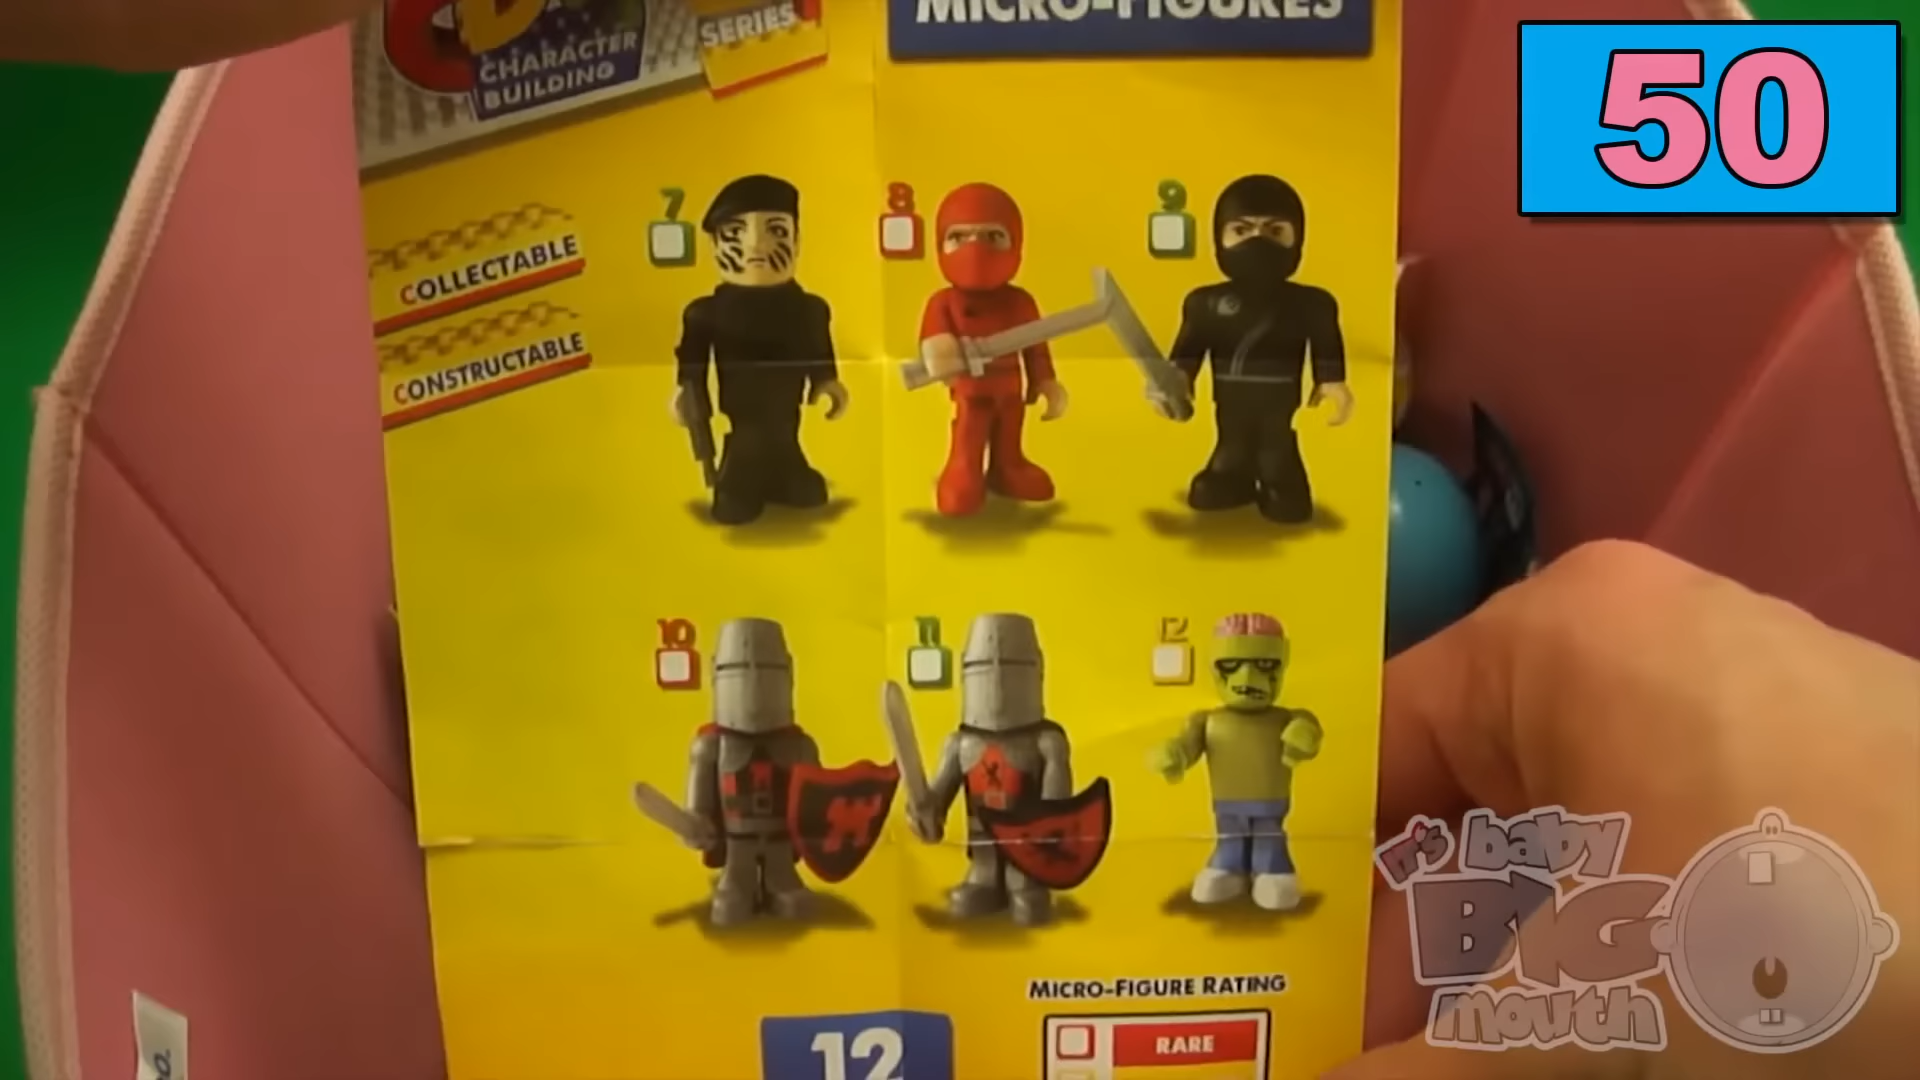 MICRO-FIGURES
SERIES
CHARACTER
BUILDING
50
COLLECTABLE
CONSTRUCTABLE
7
8
9
10
11
12
MICRO-FIGURE RATING
12
RARE
it's baby
BIG
mouth